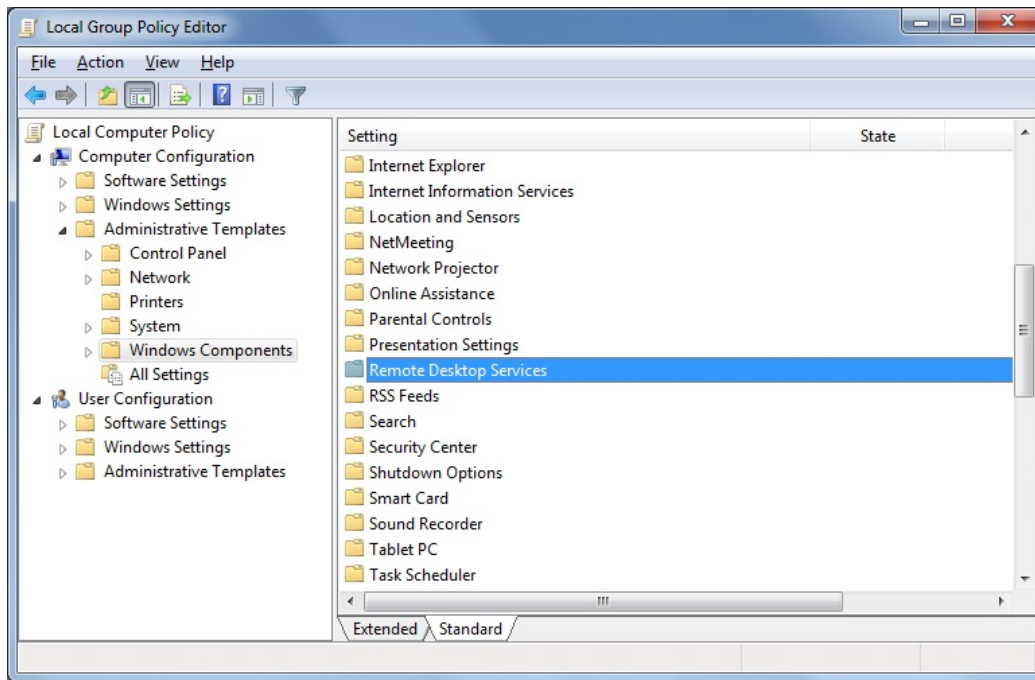 Local Group Policy Editor
File Action View Help
Local Computer Policy
Computer Configuration
Software Settings
Windows Settings
Administrative Templates
Control Panel
Network
Printers
System
Windows Components
All Settings
User Configuration
Software Settings
Windows Settings
Administrative Templates
Setting State
Internet Explorer
Internet Information Services
Location and Sensors
NetMeeting
Network Projector
Online Assistance
Parental Controls
Presentation Settings
Remote Desktop Services
RSS Feeds
Search
Security Center
Shutdown Options
Smart Card
Sound Recorder
Tablet PC
Task Scheduler
Extended Standard